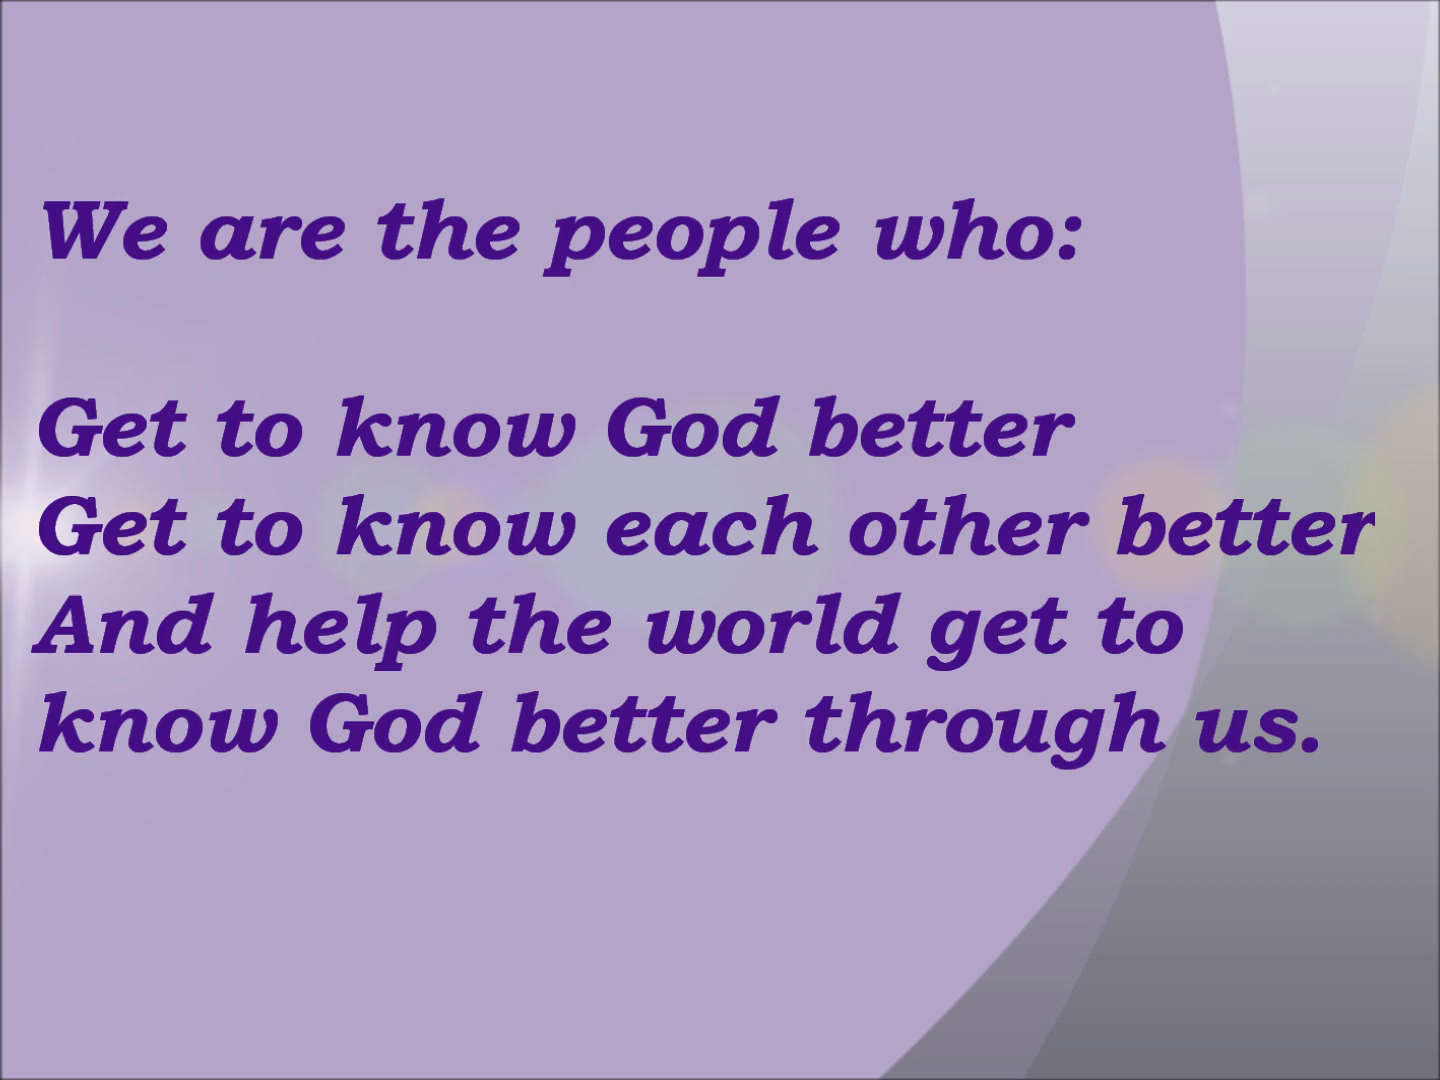 We are the people who:
Get to know God better
Get to know each other better
And help the world get to
know God better through us.